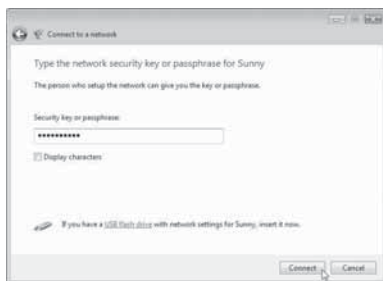 Connect to a network
Type the network security key or passphrase for Sunny
The person who setup the network can give you the key or passphrase.
Security key or passphrase:
••••••••••
Display characters
If you have a USB flash drive with network settings for Sunny, insert it now.
Connect Cancel